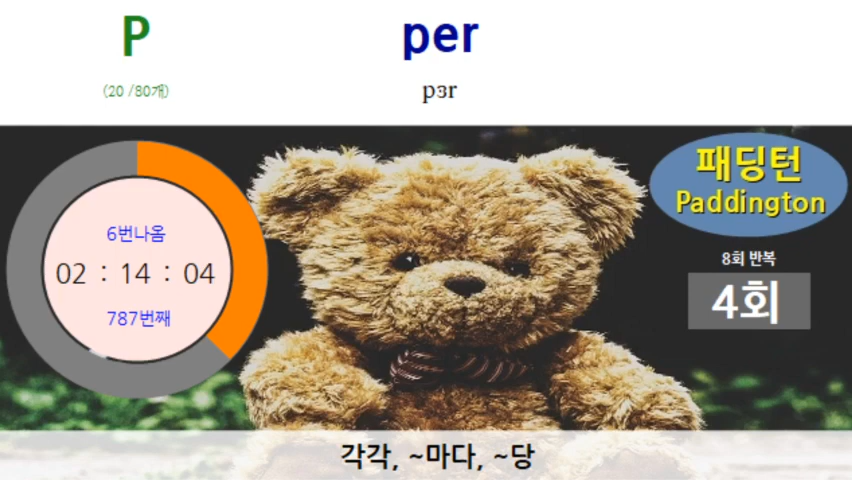 P
per
(20 /80개)
pɜr
패딩턴
Paddington
6번나옴
8회 반복
02 : 14 : 04
4회
787번째
각각, ~마다, ~당